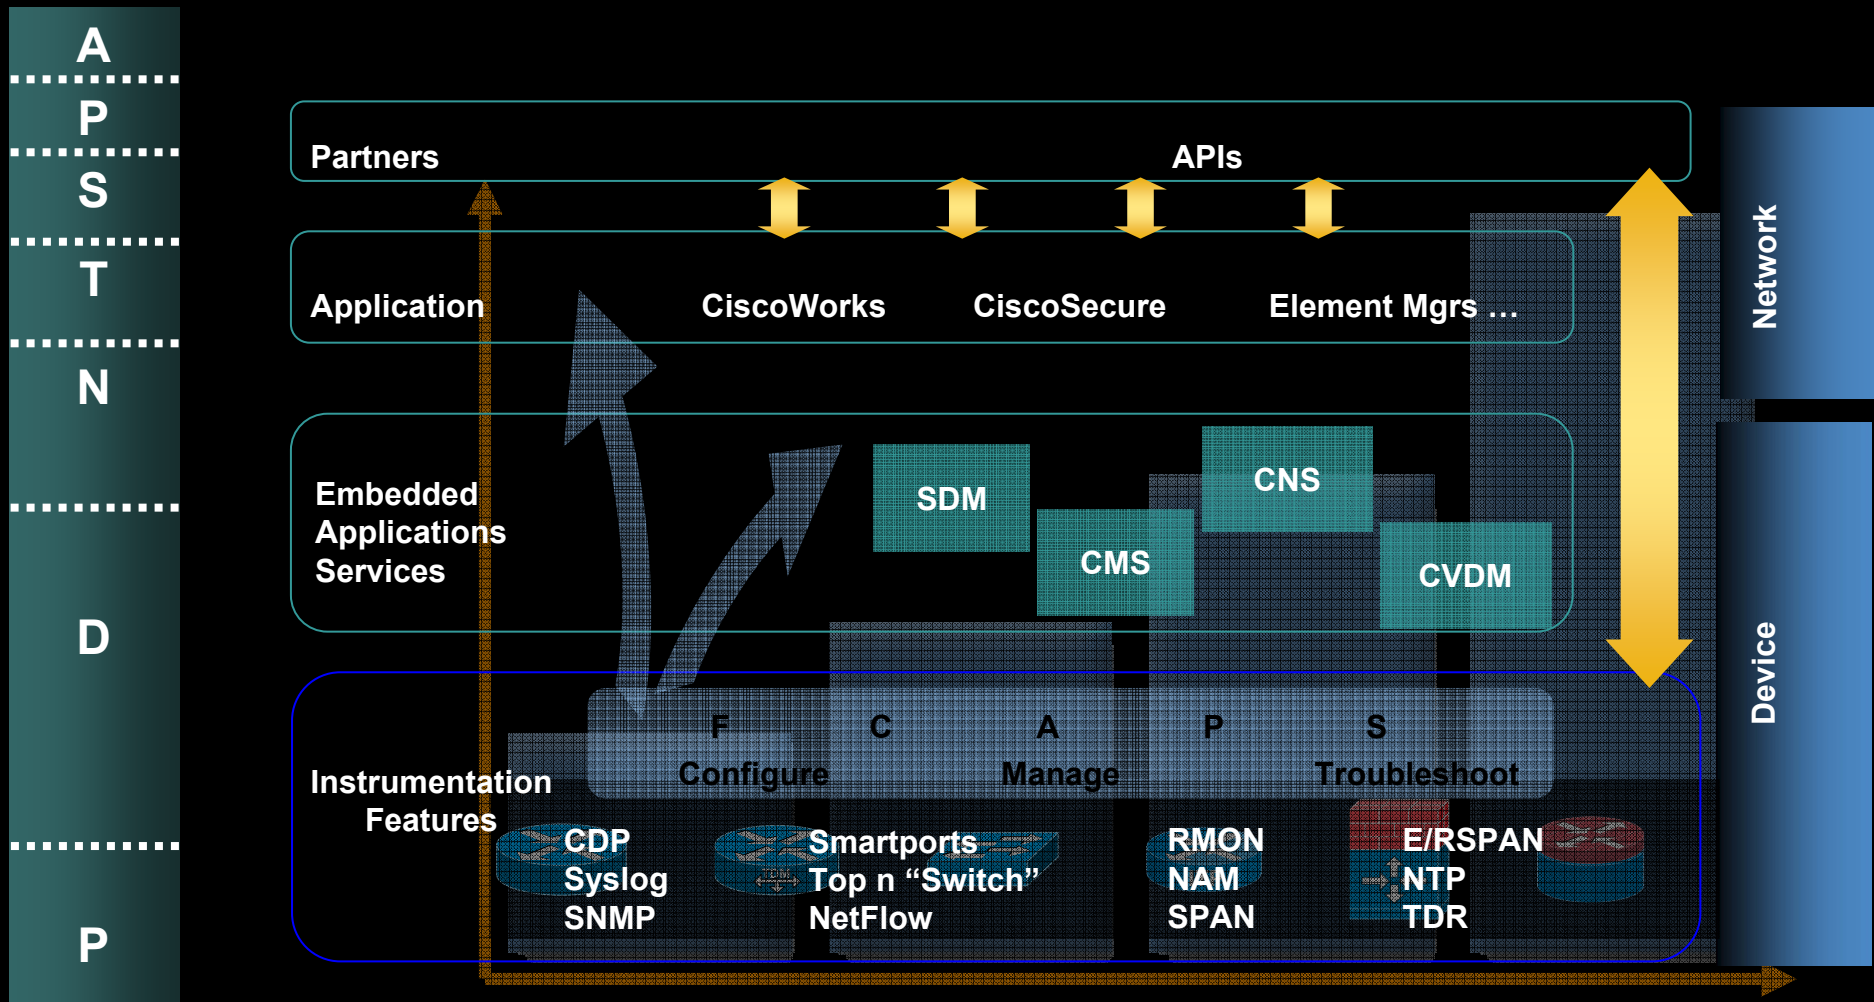 A
P
S
T
N
D
P
Partners APIs
Application CiscoWorks CiscoSecure Element Mgrs …
Embedded
Applications
Services
SDM
CMS
CNS
CVDM
F C A P S
Configure Manage Troubleshoot
Instrumentation
Features
CDP
Syslog
SNMP
Smartports
Top n “Switch”
NetFlow
RMON
NAM
SPAN
E/RSPAN
NTP
TDR
TDM
Network
Device